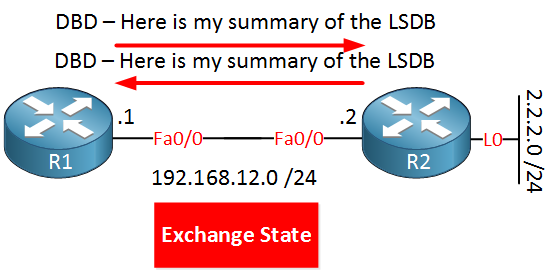 DBD – Here is my summary of the LSDB
DBD – Here is my summary of the LSDB
.1
.2
Fa0/0
Fa0/0
L0
R1
R2
192.168.12.0 /24
2.2.2.0 /24
Exchange State